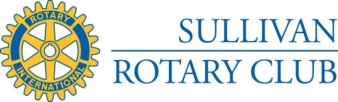 ROTARY
INTERNATIONAL
SULLIVAN
ROTARY CLUB